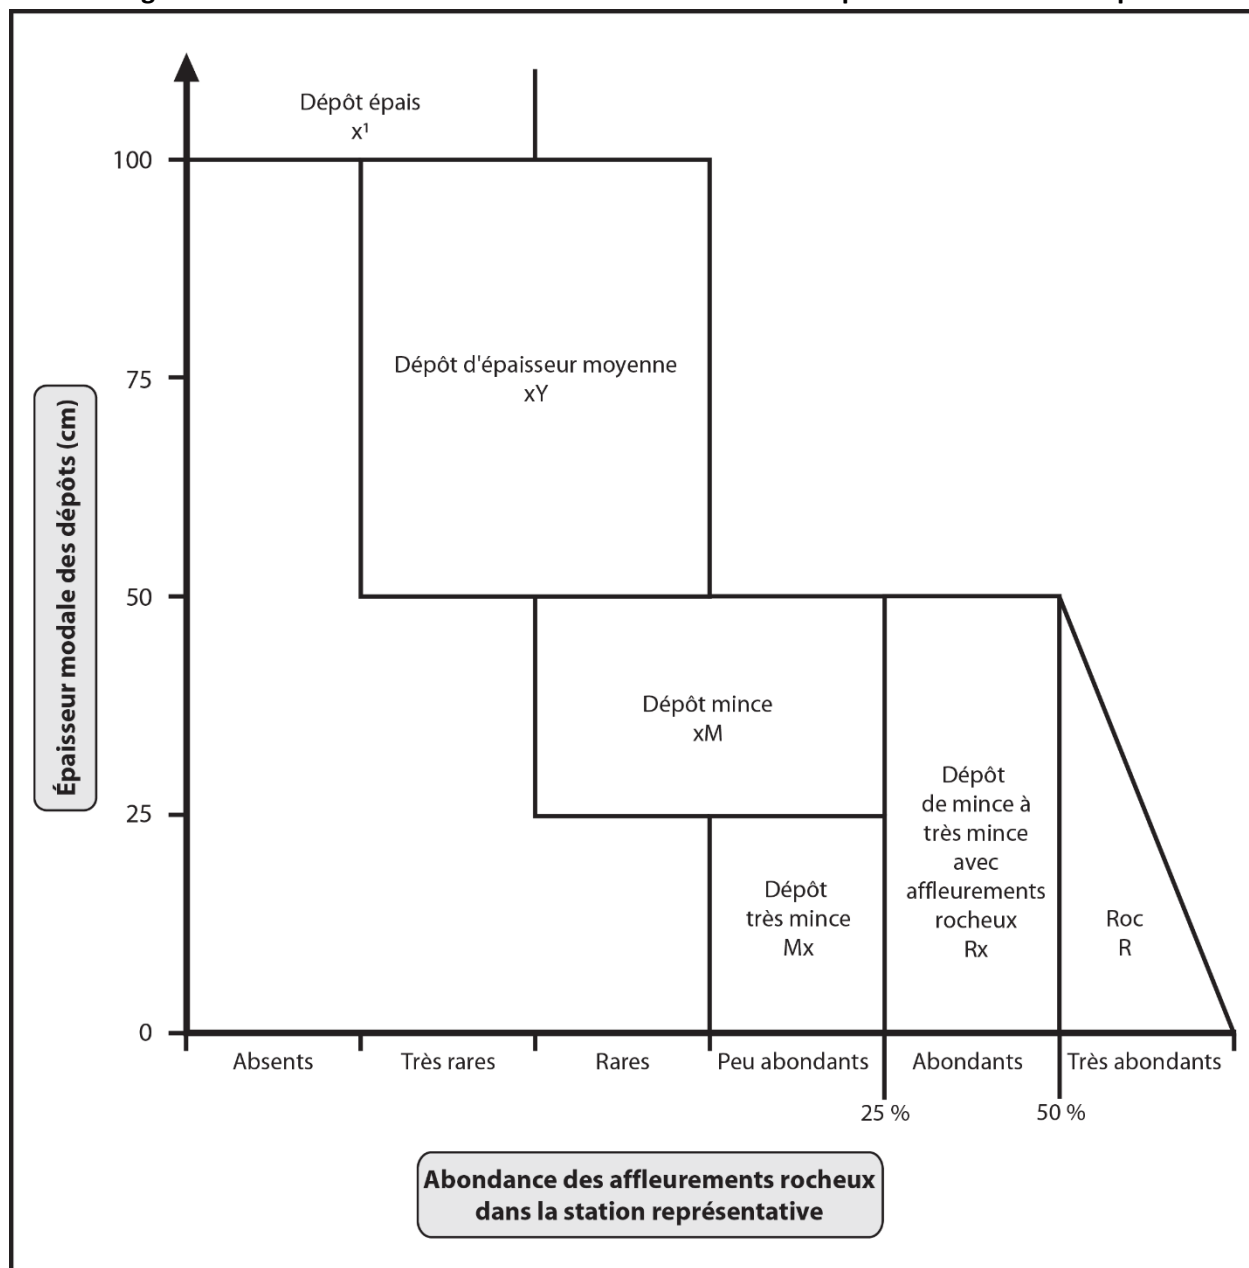 Dépôt épais
x¹
100
Dépôt d'épaisseur moyenne
xY
75
Épaisseur modale des dépôts (cm)
50
Dépôt mince
xM
25
Dépôt
très mince
Mx
Dépôt
de mince à
très mince
avec
affleurements
rocheux
Rx
Roc
R
0
Absents
Très rares
Rares
Peu abondants
Abondants
Très abondants
25 %
50 %
Abondance des affleurements rocheux
dans la station représentative